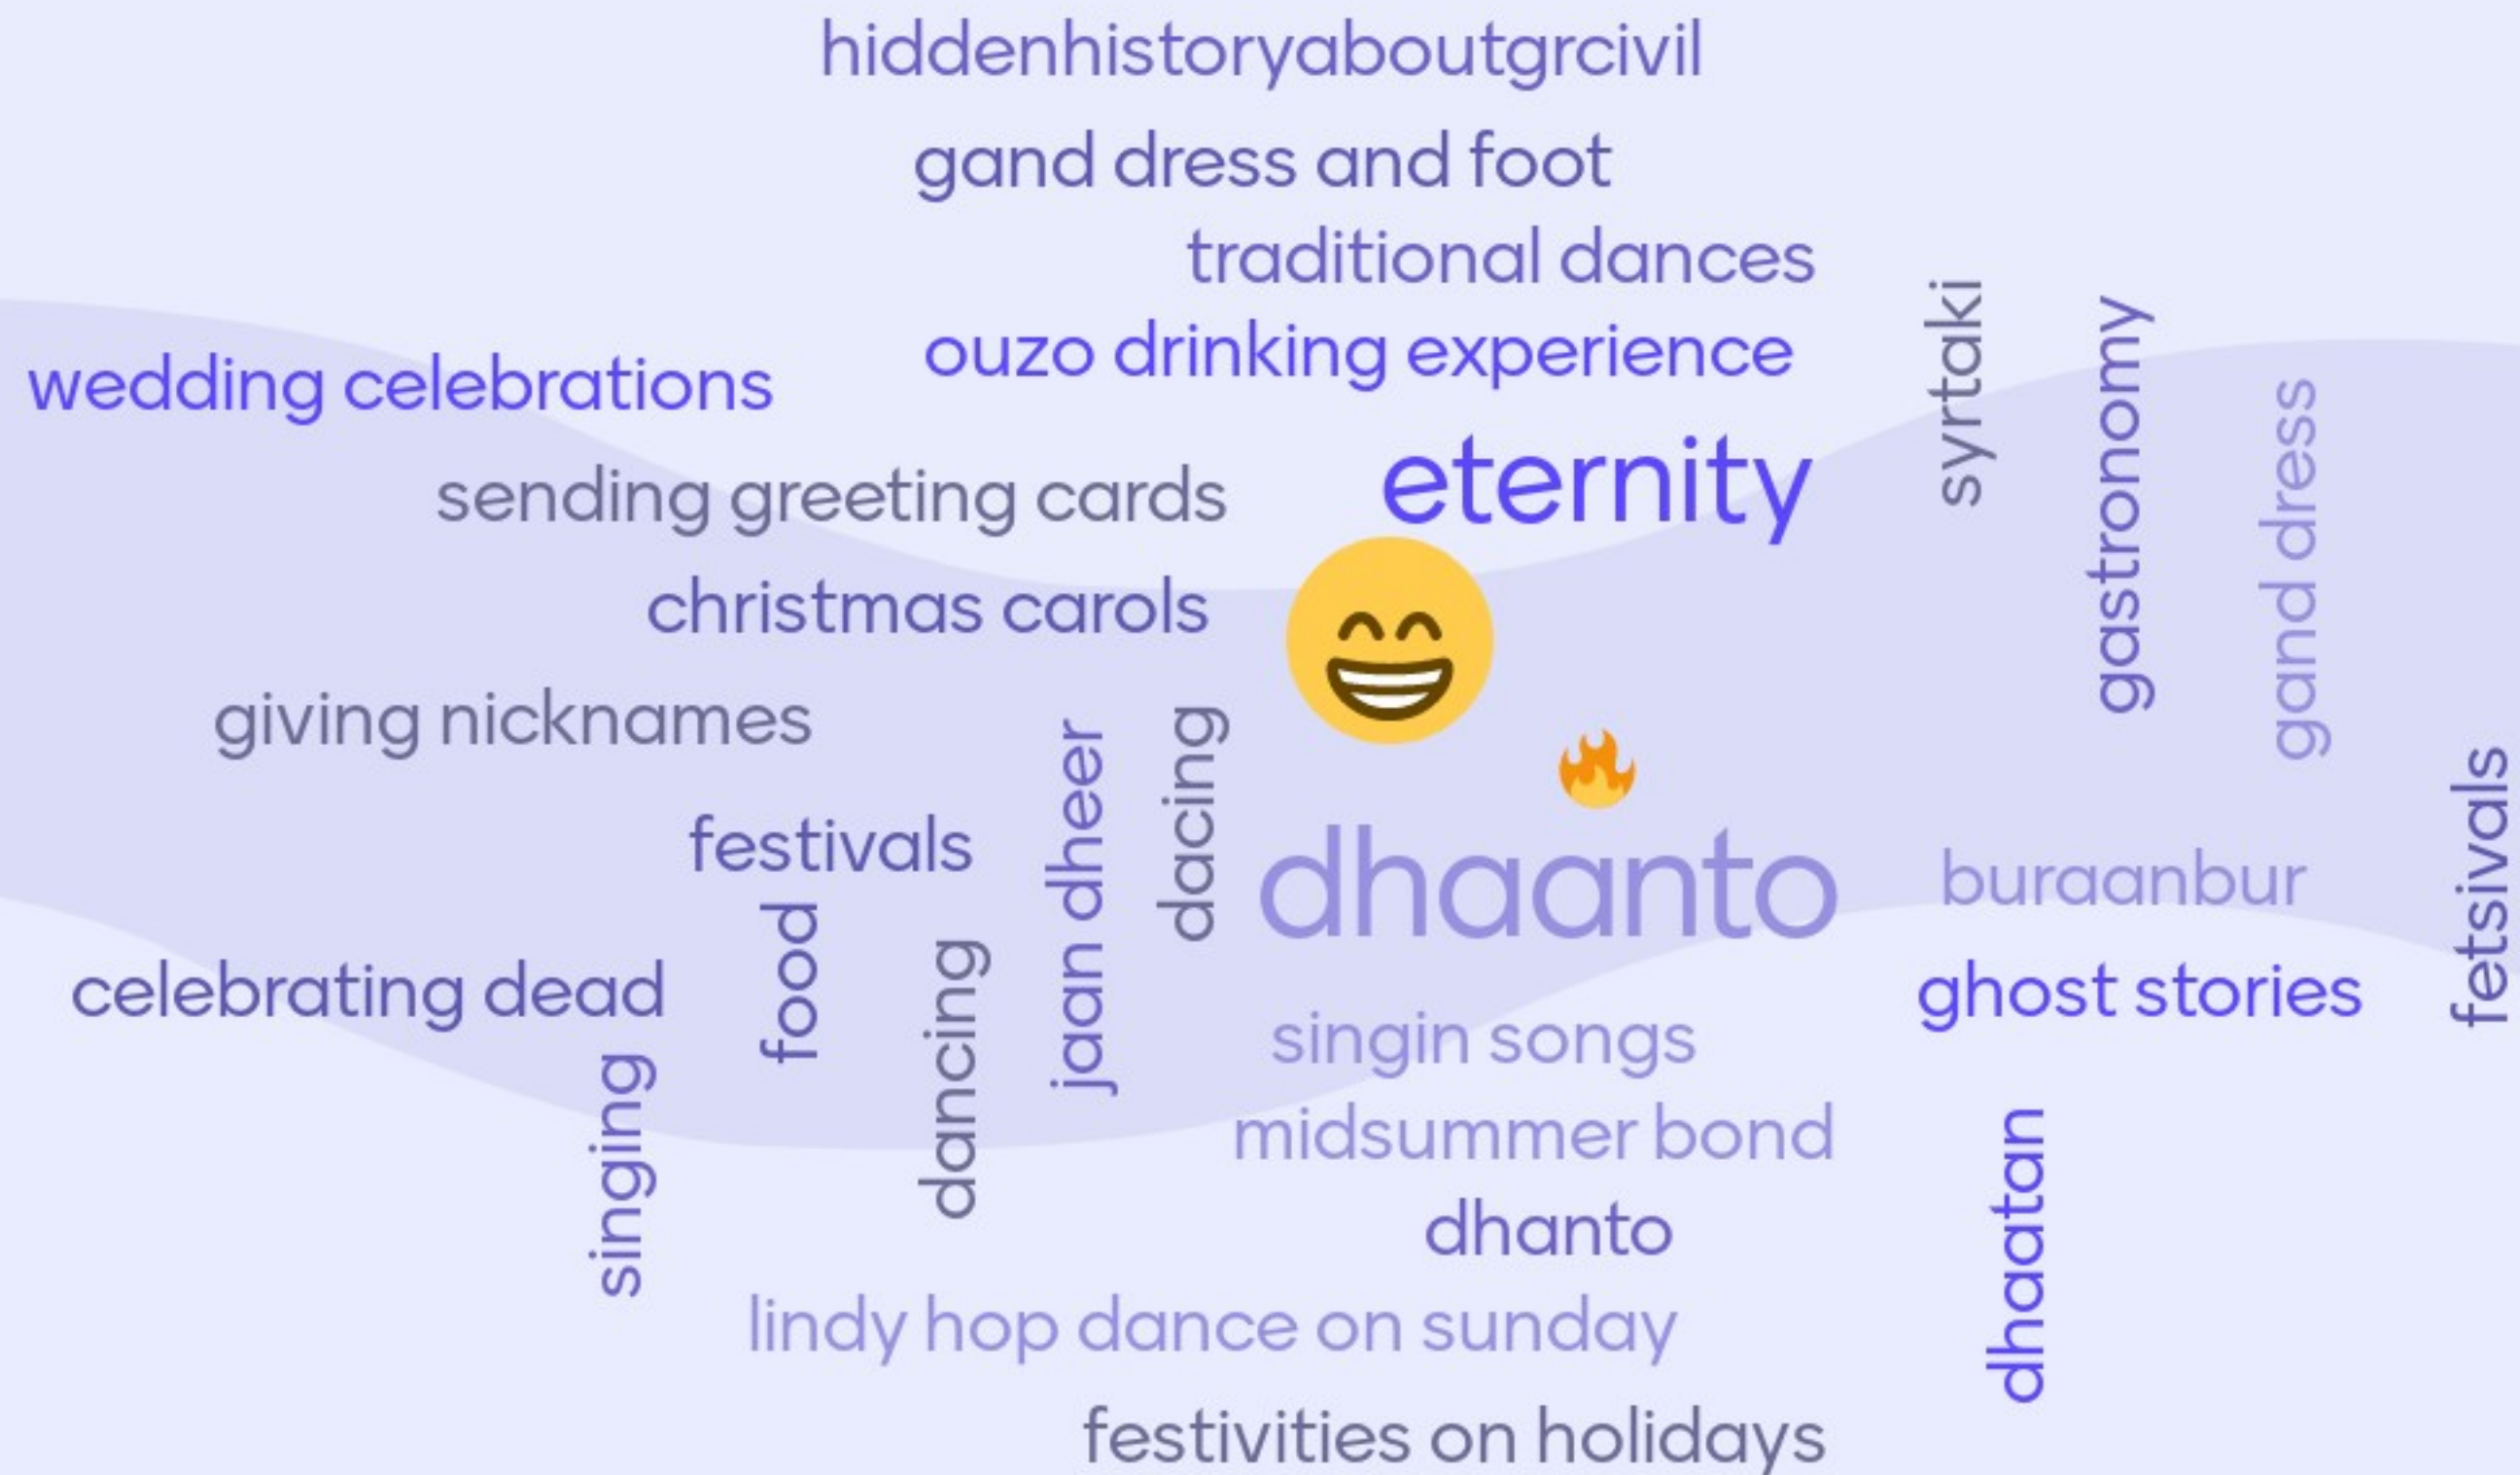 hiddenhistoryaboutgrcivil
gand dress and foot
traditional dances
ouzo drinking experience
syrtaki
gastronomy
gand dress
wedding celebrations
eternity
sending greeting cards
christmas carols
giving nicknames
jaan dheer
dacing
fetsivals
festivals
dhaanto
buraanbur
food
celebrating dead
dancing
ghost stories
singin songs
singing
midsummer bond
dhaatan
dhanto
lindy hop dance on sunday
festivities on holidays